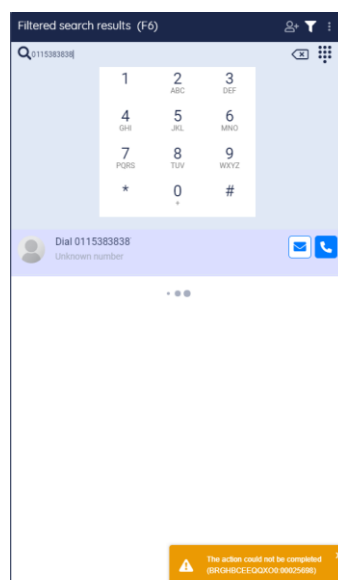 Filtered search results (F6)
0115383838
1 2 3
ABC DEF
4 5 6
GHI JKL MNO
7 8 9
PQRS TUV WXYZ
* 0 #
+
Dial 0115383838
Unknown number
The action could not be completed